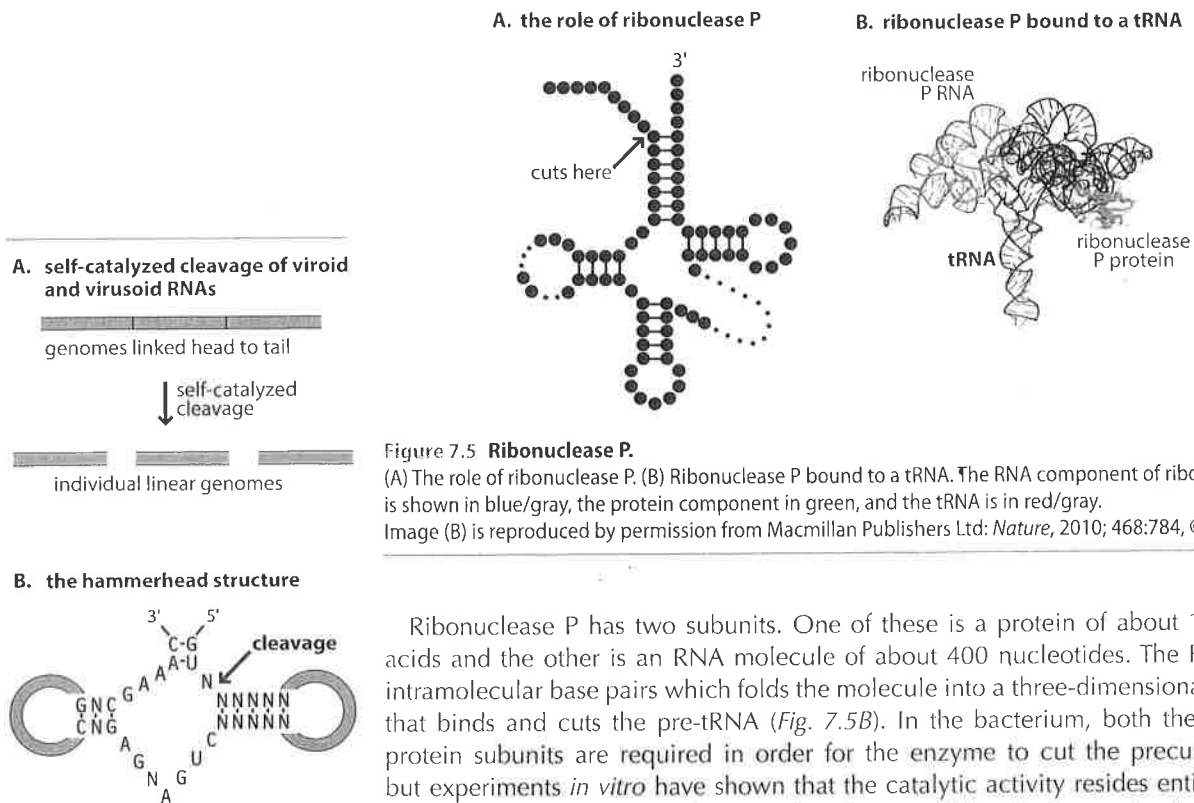 A. the role of ribonuclease P
3'
cuts here
B. ribonuclease P bound to a tRNA
ribonuclease
P RNA
tRNA
ribonuclease
P protein
Figure 7.5 Ribonuclease P.
(A) The role of ribonuclease P. (B) Ribonuclease P bound to a tRNA. The RNA component of
is shown in blue/gray, the protein component in green, and the tRNA is in red/gray.
Image (B) is reproduced by permission from Macmillan Publishers Ltd: Nature, 2010; 468:784, ©
A. self-catalyzed cleavage of viroid
and virusoid RNAs
genomes linked head to tail
self-catalyzed
cleavage
individual linear genomes
B. the hammerhead structure
3' 5'
C-G
A-U
A
A
A
G
N
cleavage
GNC
CNG
NNNNN
NNNNN
A
G
N
A
G
U
C
Ribonuclease P has two subunits. One of these is a protein of about
acids and the other is an RNA molecule of about 400 nucleotides. The
intramolecular base pairs which folds the molecule into a three-dimensional
that binds and cuts the pre-tRNA (Fig. 7.5B). In the bacterium, both the
protein subunits are required in order for the enzyme to cut the
but experiments in vitro have shown that the catalytic activity resides